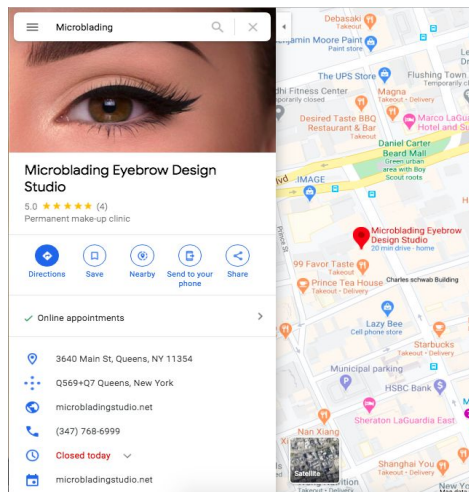 Microblading
Microblading Eyebrow Design
Studio
5.0 ★★★★★ (4)
Permanent make-up clinic
Directions
Save
Nearby
Send to your
phone
Share
Online appointments
3640 Main St, Queens, NY 11354
Q569+Q7 Queens, New York
microbladingstudio.net
(347) 768-6999
Closed today
microbladingstudio.net
Debasaki
Takeout
Benjamin Moore Paint
Paint store
The UPS Store
Flushing Town
Temporarily cl
dhi Fitness Center
porarily closed
Magna
Takeout • Delivery
Desired Taste BBQ
Restaurant & Bar
Takeout
Marco LaGua
Hotel and Su
Daniel Carter
Beard Mall
Green urban
area with Boy
Scout roots
lvd
IMAGE
Prince St
Microblading Eyebrow
Design Studio
20 min drive · home
99 Favor Taste
Takeout
Prince Tea House
Takeout • Delivery
Charles schwab Building
Lazy Bee
Cell phone store
Starbucks
Takeout • Delivery
Municipal parking
HSBC Bank
Sheraton LaGuardia East
Nan Xiang
Satellite
Shanghai You
Takeout • Delivery
New Yo